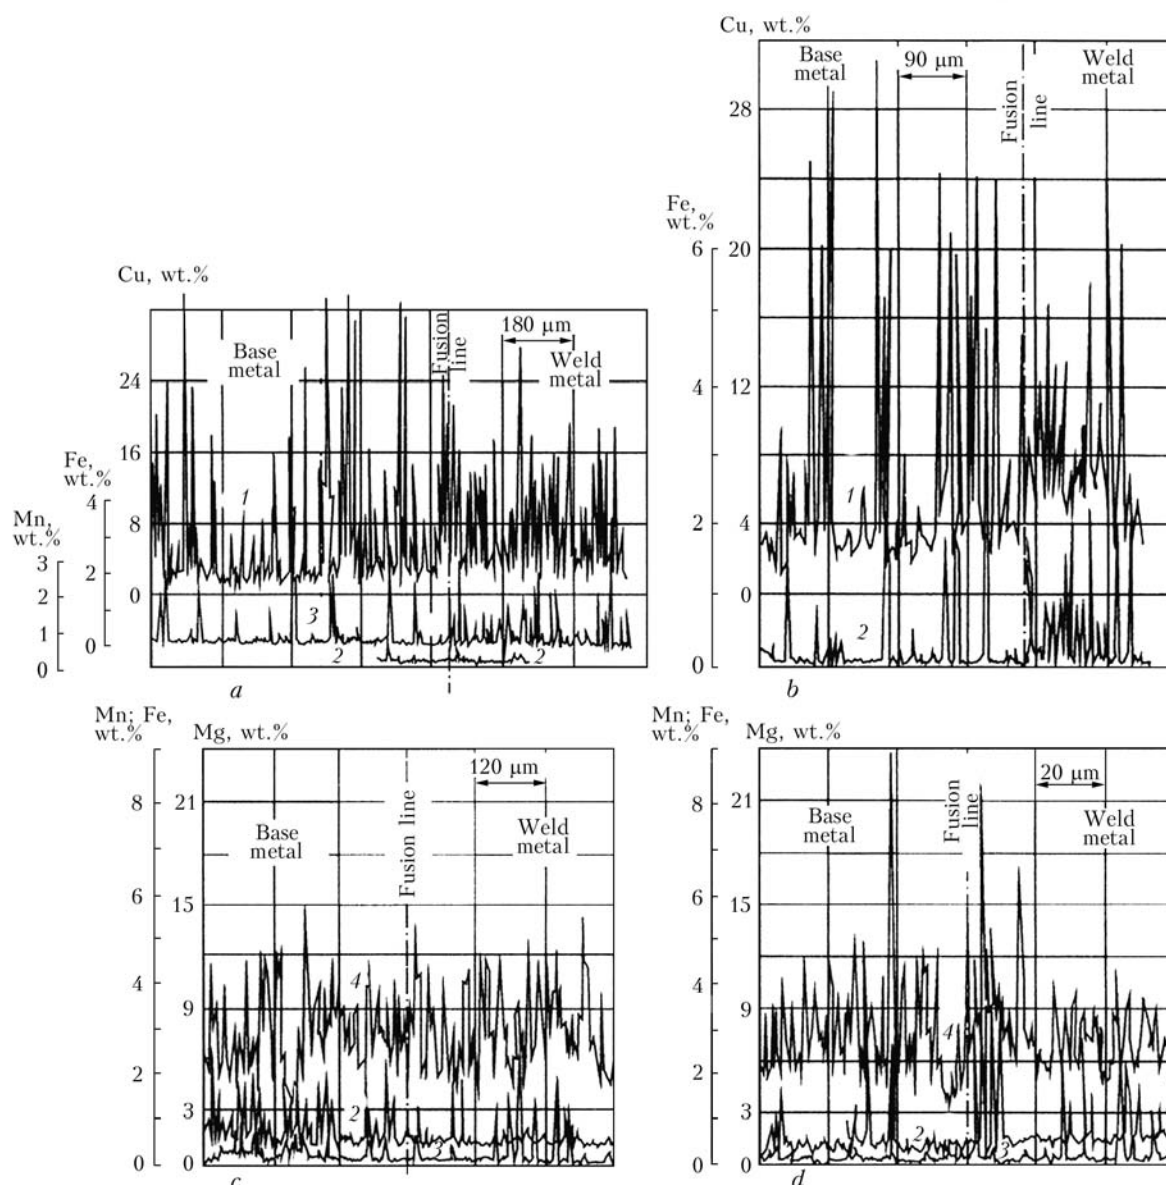 Cu, wt.%
Fe,
wt.%
Mn,
wt.%
24
16
8
0
4
2
0
3
2
1
0
Base
metal
Fusion
line
180 μm
Weld
metal
1
3
2
2
a
Cu, wt.%
Fe,
wt.%
28
20
12
4
0
6
4
2
0
Base
metal
90 μm
Fusion
line
Weld
metal
1
2
b
Mn; Fe,
wt.%
Mg, wt.%
8
6
4
2
0
21
15
9
3
0
Base
metal
Fusion line
120 μm
Weld
metal
4
2
3
c
Mn; Fe,
wt.%
Mg, wt.%
8
6
4
2
0
21
15
9
3
0
Base
metal
Fusion
line
20 μm
Weld
metal
4
2
3
d